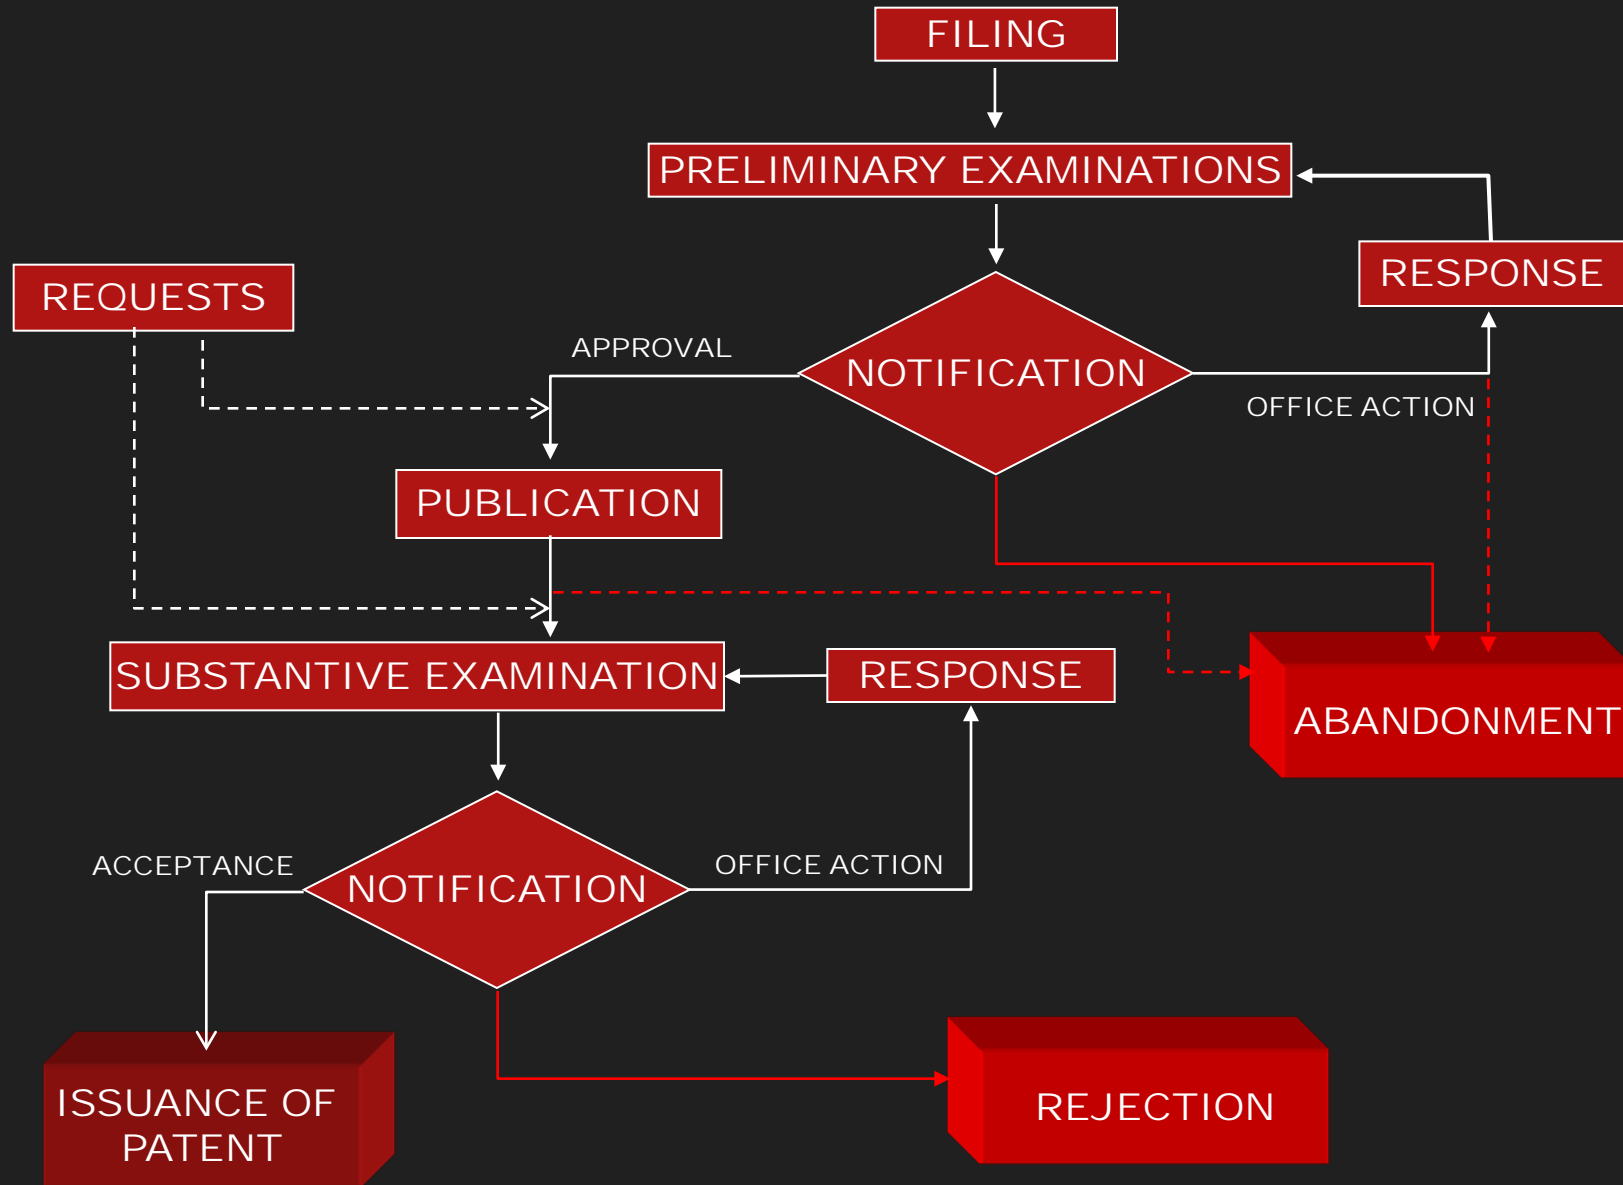 FILING
PRELIMINARY EXAMINATIONS
RESPONSE
REQUESTS
APPROVAL
NOTIFICATION
OFFICE ACTION
PUBLICATION
SUBSTANTIVE EXAMINATION
RESPONSE
ABANDONMENT
ACCEPTANCE
NOTIFICATION
OFFICE ACTION
ISSUANCE OF
PATENT
REJECTION